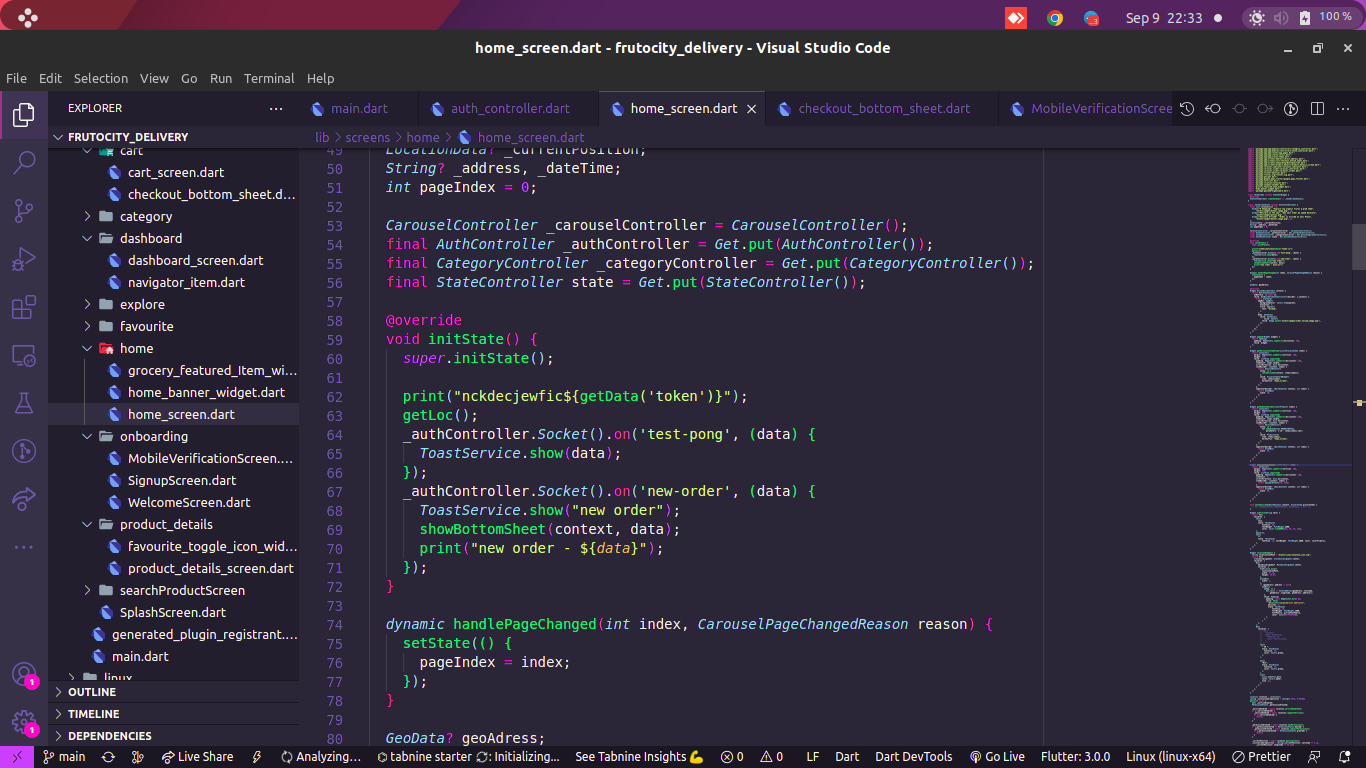 Sep 9 22:33
100 %
3
home_screen.dart - frutocity_delivery - Visual Studio Code
File Edit Selection View Go Run Terminal Help
EXPLORER
main.dart
auth_controller.dart
home_screen.dart
checkout_bottom_sheet.dart
MobileVerificationScree
FRUTOCITY_DELIVERY
lib > screens > home > home_screen.dart
cart
cart_screen.dart
checkout_bottom_sheet.d...
category
dashboard
dashboard_screen.dart
navigator_item.dart
explore
favourite
home
grocery_featured_Item_wi...
home_banner_widget.dart
home_screen.dart
onboarding
MobileVerificationScreen....
SignupScreen.dart
WelcomeScreen.dart
product_details
favourite_toggle_icon_wid...
product_details_screen.dart
searchProductScreen
SplashScreen.dart
generated_plugin_registrant....
main.dart
linux
OUTLINE
TIMELINE
DEPENDENCIES
1
1
49 LocationData? _currentPosition;
50 String? _address, _dateTime;
51 int pageIndex = 0;
52
53 CarouselController _carouselController = CarouselController();
54 final AuthController _authController = Get.put(AuthController());
55 final CategoryController _categoryController = Get.put(CategoryController());
56 final StateController state = Get.put(StateController());
57
58 @override
59 void initState() {
60 super.initState();
61
62 print("nckdecjewfic${getData('token')}");
63 getLoc();
64 _authController.Socket().on('test-pong', (data) {
65 ToastService.show(data);
66 });
67 _authController.Socket().on('new-order', (data) {
68 ToastService.show("new order");
69 showBottomSheet(context, data);
70 print("new order - ${data}");
71 });
72 }
73
74 dynamic handlePageChanged(int index, CarouselPageChangedReason reason) {
75 setState(() {
76 pageIndex = index;
77 });
78 }
79
80 GeoData? geoAdress;
main Live Share Analyzing... tabnine starter : Initializing... See Tabnine Insights 💪 0 0 LF Dart Dart DevTools Go Live Flutter: 3.0.0 Linux (linux-x64) Prettier